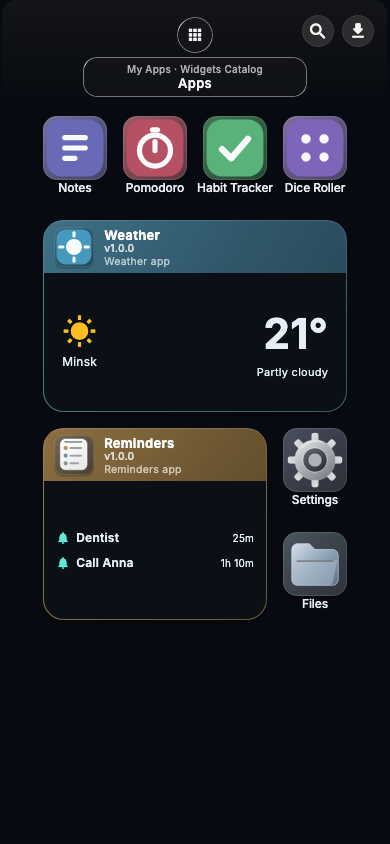 My Apps · Widgets Catalog
Apps
Notes
Pomodoro
Habit Tracker
Dice Roller
Weather
v1.0.0
Weather app
Minsk
21°
Partly cloudy
Reminders
v1.0.0
Reminders app
Dentist 25m
Call Anna 1h 10m
Settings
Files